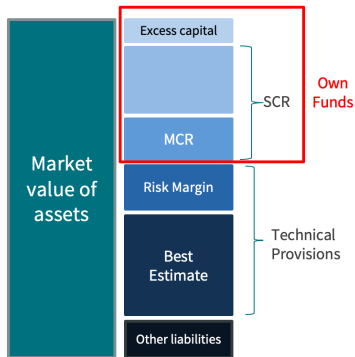 Excess capital
Own
Funds
SCR
MCR
Market
value of
assets
Risk Margin
Technical
Provisions
Best
Estimate
Other liabilities